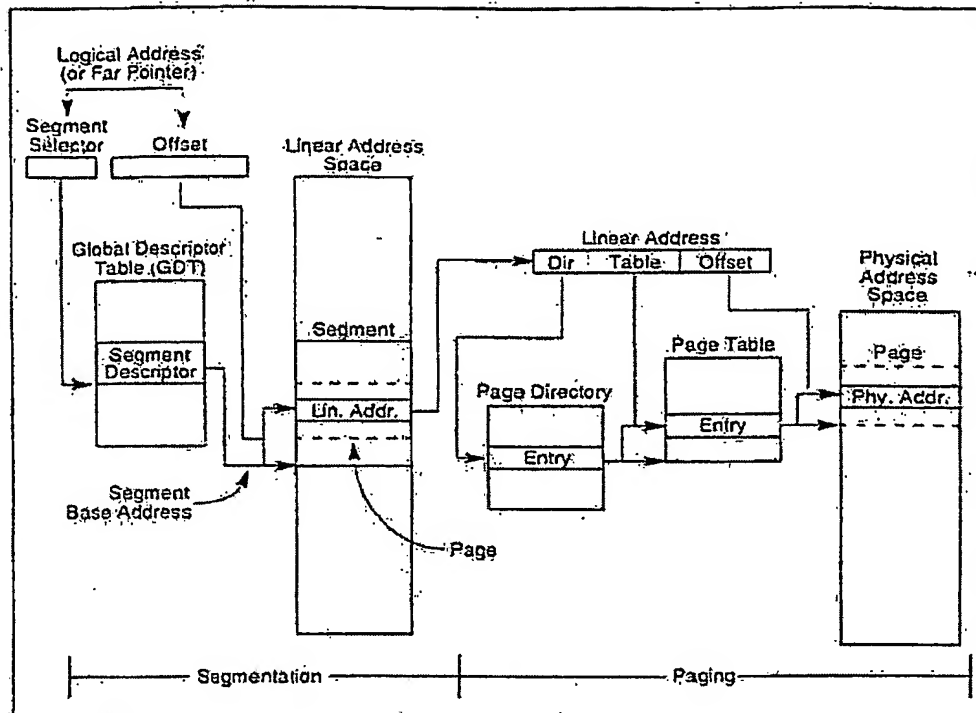 Logical Address
(or Far Pointer)
Segment
Selector
Offset
Linear Address
Space
Global Descriptor
Table (GDT)
Segment
Descriptor
Segment
Lin. Addr.
Segment
Base Address
Page
Linear Address
Dir Table Offset
Page Directory
Entry
Page Table
Entry
Physical
Address
Space
Page
Phy. Addr.
Segmentation
Paging